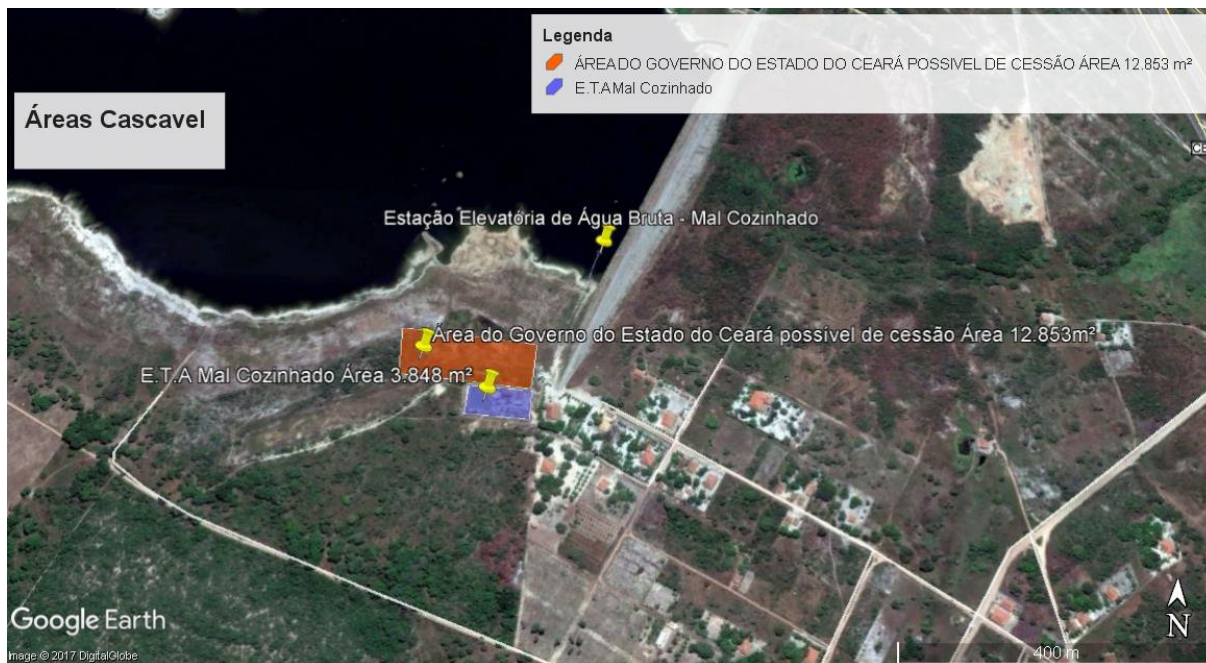 Legenda
ÁREA DO GOVERNO DO ESTADO DO CEARÁ POSSIVEL DE CESSÃO ÁREA 12.853 m²
E.T.A Mal Cozinhado
Áreas Cascavel
CE
Estação Elevatória de Água Bruta - Mal Cozinhado
Área do Governo do Estado do Ceará possível de cessão Área 12.853m²
E.T.A Mal Cozinhado Área 3.848 m²
Google Earth
N
Image © 2017 DigitalGlobe
400 m